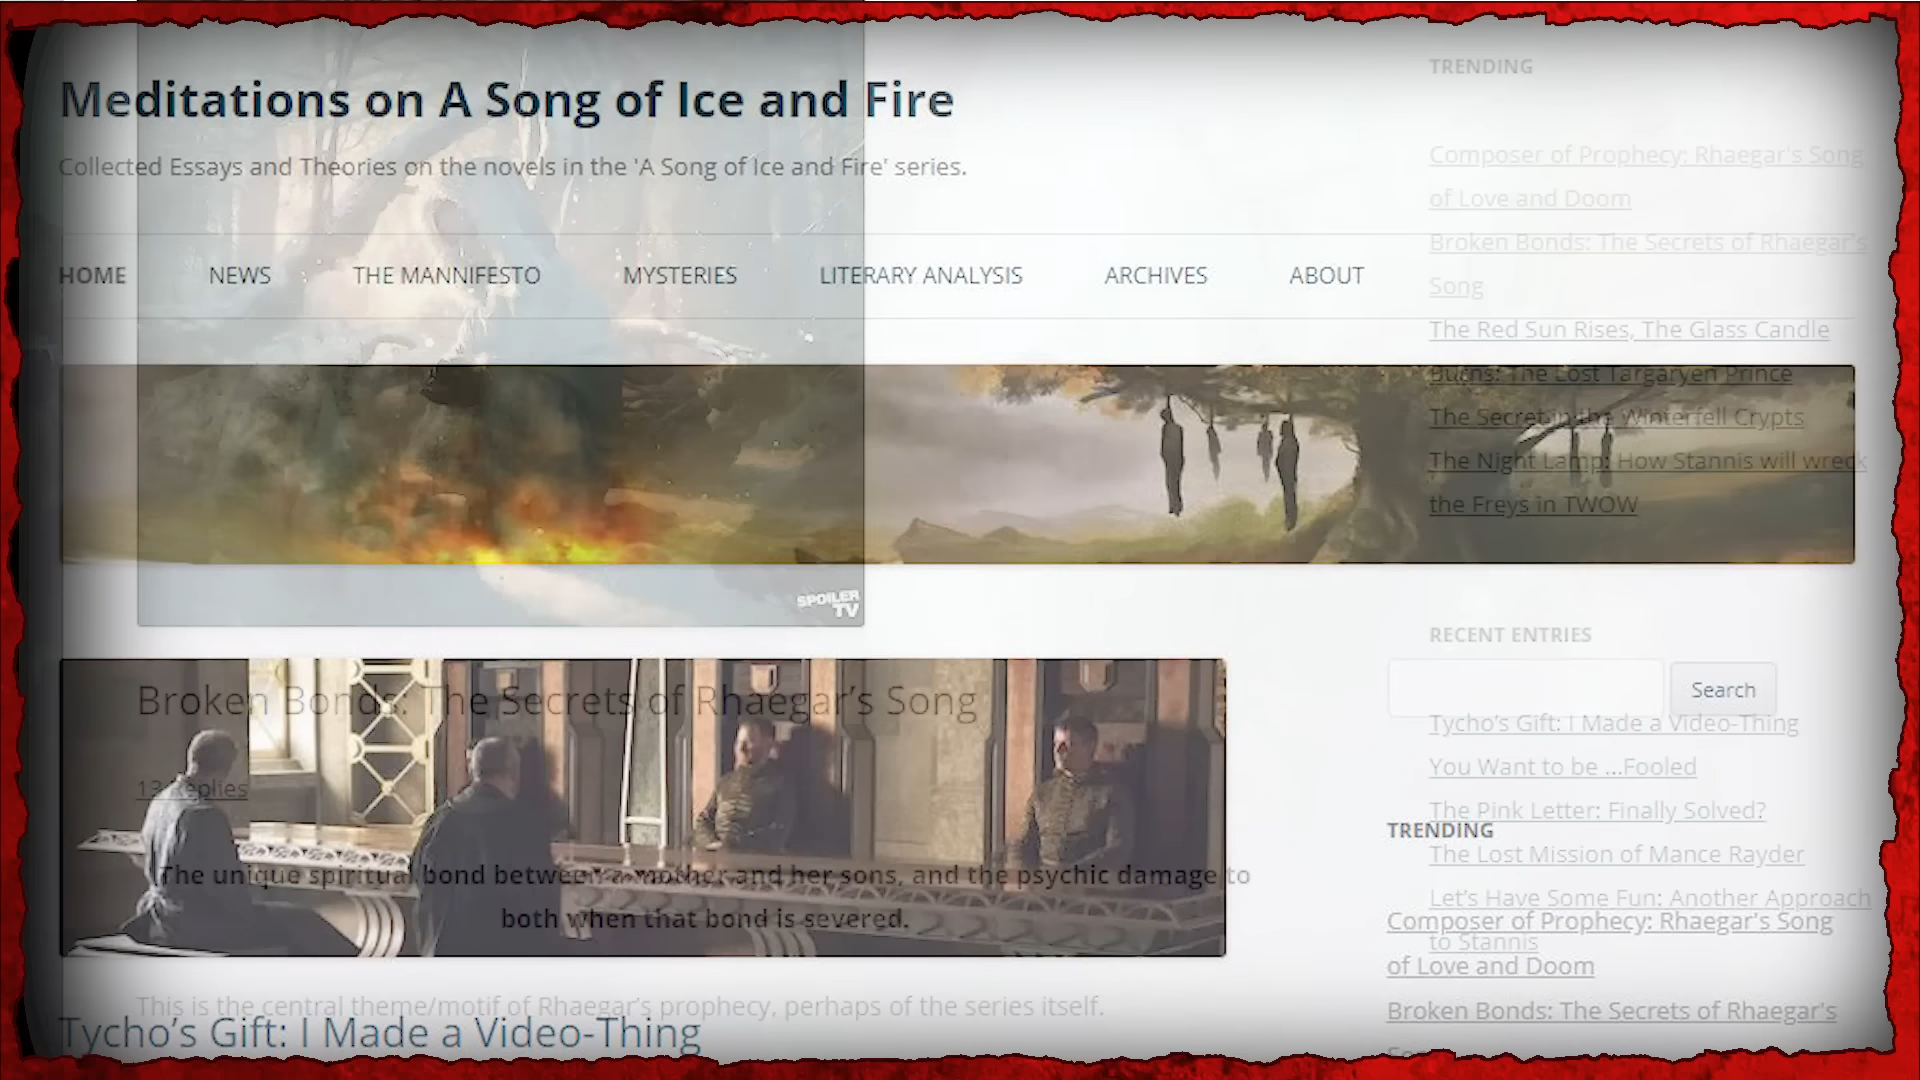 Meditations on A Song of Ice and Fire
Collected Essays and Theories on the novels in the 'A Song of Ice and Fire' series.
HOME NEWS THE MANNIFESTO MYSTERIES LITERARY ANALYSIS ARCHIVES ABOUT
TRENDING
Composer of Prophecy: Rhaegar's Song
of Love and Doom
Broken Bonds: The Secrets of Rhaegar's
Song
The Red Sun Rises, The Glass Candle
Burns: The Lost Targaryen Prince
The Secret in the Winterfell Crypts
The Night Lamp: How Stannis will wreck
the Freys in TWOW
SPOILER
TV
Broken Bonds: The Secrets of Rhaegar's Song
13 Replies
The unique spiritual bond between a mother and her sons, and the psychic damage to
both when that bond is severed.
This is the central theme/motif of Rhaegar's prophecy, perhaps of the series itself.
Tycho's Gift: I Made a Video-Thing
RECENT ENTRIES
Search
Tycho's Gift: I Made a Video-Thing
You Want to be ...Fooled
The Pink Letter: Finally Solved?
The Lost Mission of Mance Rayder
Let's Have Some Fun: Another Approach
to Stannis
TRENDING
Composer of Prophecy: Rhaegar's Song
of Love and Doom
Broken Bonds: The Secrets of Rhaegar's